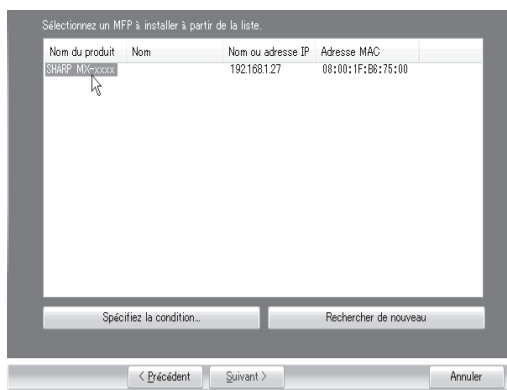 Sélectionnez un MFP à installer à partir de la liste.
Nom du produit Nom Nom ou adresse IP Adresse MAC
SHARP MX-xxxx 192.168.1.27 08:00:1F:B6:75:00
Spécifiez la condition... Rechercher de nouveau
< Précédent Suivant > Annuler